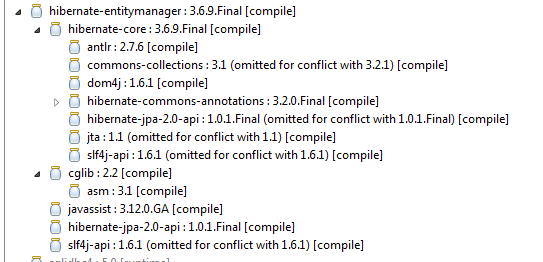 hibernate-entitymanager : 3.6.9.Final [compile]
hibernate-core : 3.6.9.Final [compile]
antlr : 2.7.6 [compile]
commons-collections : 3.1 (omitted for conflict with 3.2.1) [compile]
dom4j : 1.6.1 [compile]
hibernate-commons-annotations : 3.2.0.Final [compile]
hibernate-jpa-2.0-api : 1.0.1.Final (omitted for conflict with 1.0.1.Final) [compile]
jta : 1.1 (omitted for conflict with 1.1) [compile]
slf4j-api : 1.6.1 (omitted for conflict with 1.6.1) [compile]
cglib : 2.2 [compile]
asm : 3.1 [compile]
javassist : 3.12.0.GA [compile]
hibernate-jpa-2.0-api : 1.0.1.Final [compile]
slf4j-api : 1.6.1 (omitted for conflict with 1.6.1) [compile]